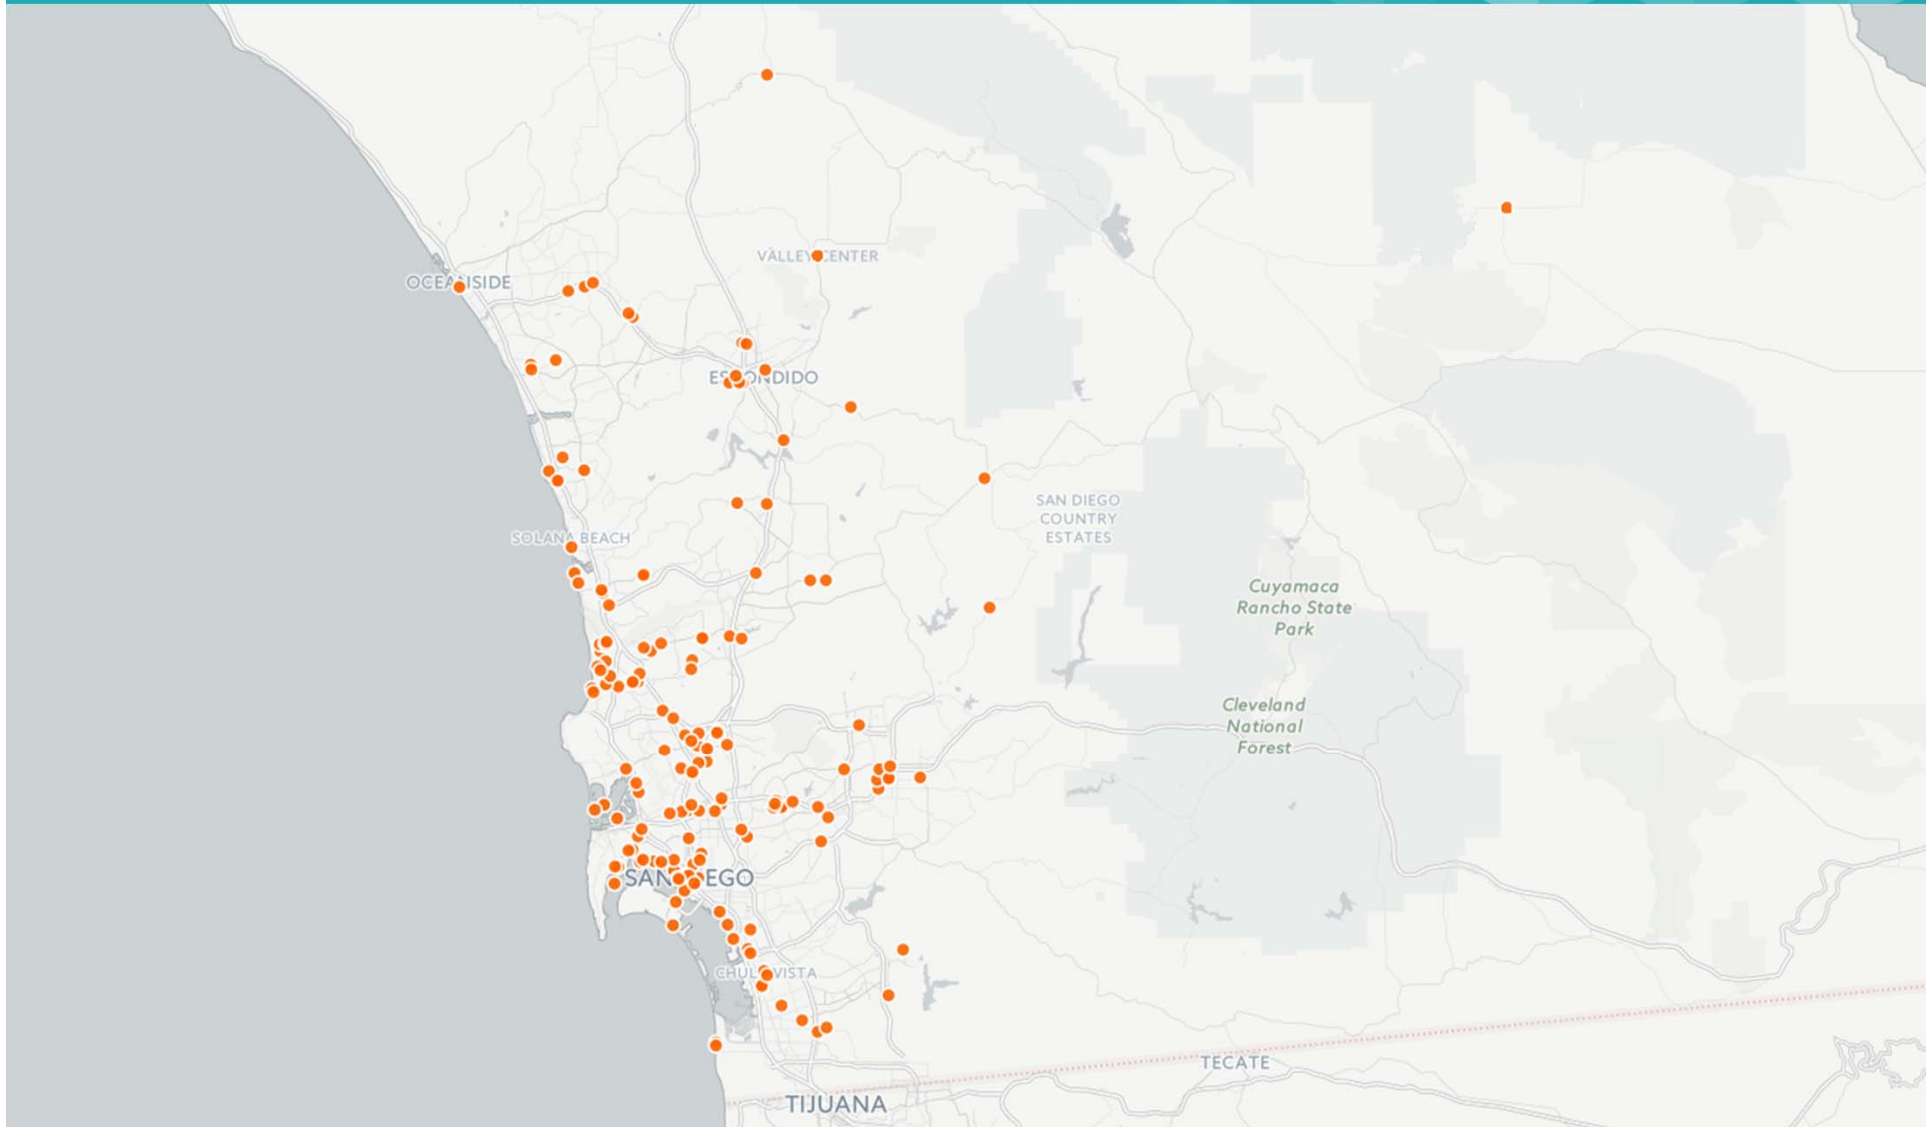 VALLEY CENTER
OCEANSIDE
ESCONDIDO
SAN DIEGO
COUNTRY
ESTATES
SOLANA BEACH
Cuyamaca
Rancho State
Park
Cleveland
National
Forest
SAN DIEGO
CHULA VISTA
TECATE
TIJUANA